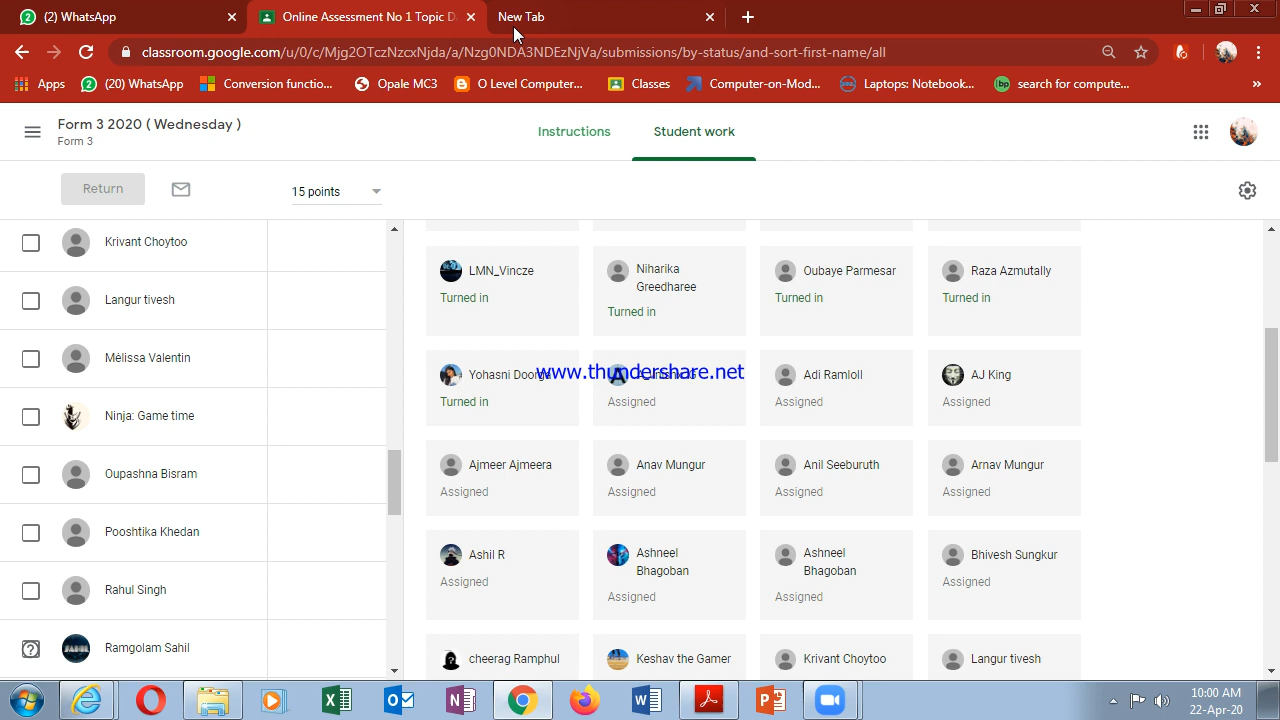 (2) WhatsApp
Online Assessment No 1 Topic D
New Tab
classroom.google.com/u/0/c/Mjg2OTczNzcxNjda/a/Nzg0NDA3NDEzNjVa/submissions/by-status/and-sort-first-name/all
Apps
(20) WhatsApp
Conversion functio...
Opale MC3
O Level Computer...
Classes
Computer-on-Mod...
Laptops: Notebook...
search for compute...
»
Form 3 2020 ( Wednesday )
Form 3
Instructions
Student work
Return
15 points
Krivant Choytoo
Langur tivesh
Mélissa Valentin
Ninja: Game time
Oupashna Bisram
Pooshtika Khedan
Rahul Singh
Ramgolam Sahil
LMN_Vincze
Turned in
Niharika
Greedharee
Turned in
Oubaye Parmesar
Turned in
Raza Azmutally
Turned in
Yohasni Doorga
Turned in
www.thundershare.net
Assigned
Adi Ramloll
Assigned
AJ King
Assigned
Ajmeer Ajmeera
Assigned
Anav Mungur
Assigned
Anil Seeburuth
Assigned
Arnav Mungur
Assigned
Ashil R
Assigned
Ashneel
Bhagoban
Assigned
Ashneel
Bhagoban
Assigned
Bhivesh Sungkur
Assigned
cheerag Ramphul
Keshav the Gamer
Krivant Choytoo
Langur tivesh
10:00 AM
22-Apr-20